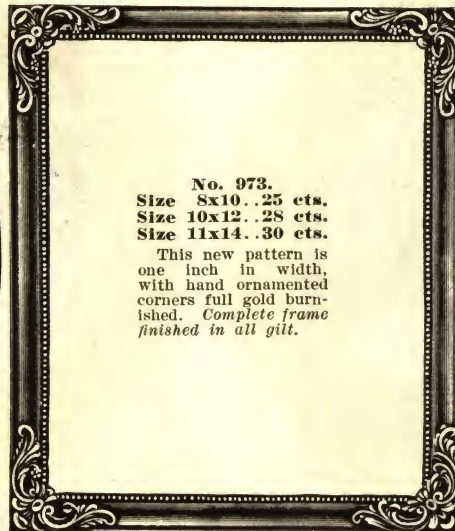 No. 973.
Size 8x10..25 cts.
Size 10x12..28 cts.
Size 11x14..30 cts.
This new pattern is
one inch in width,
with hand ornamented
corners full gold burn-
ished. Complete frame
finished in all gilt.